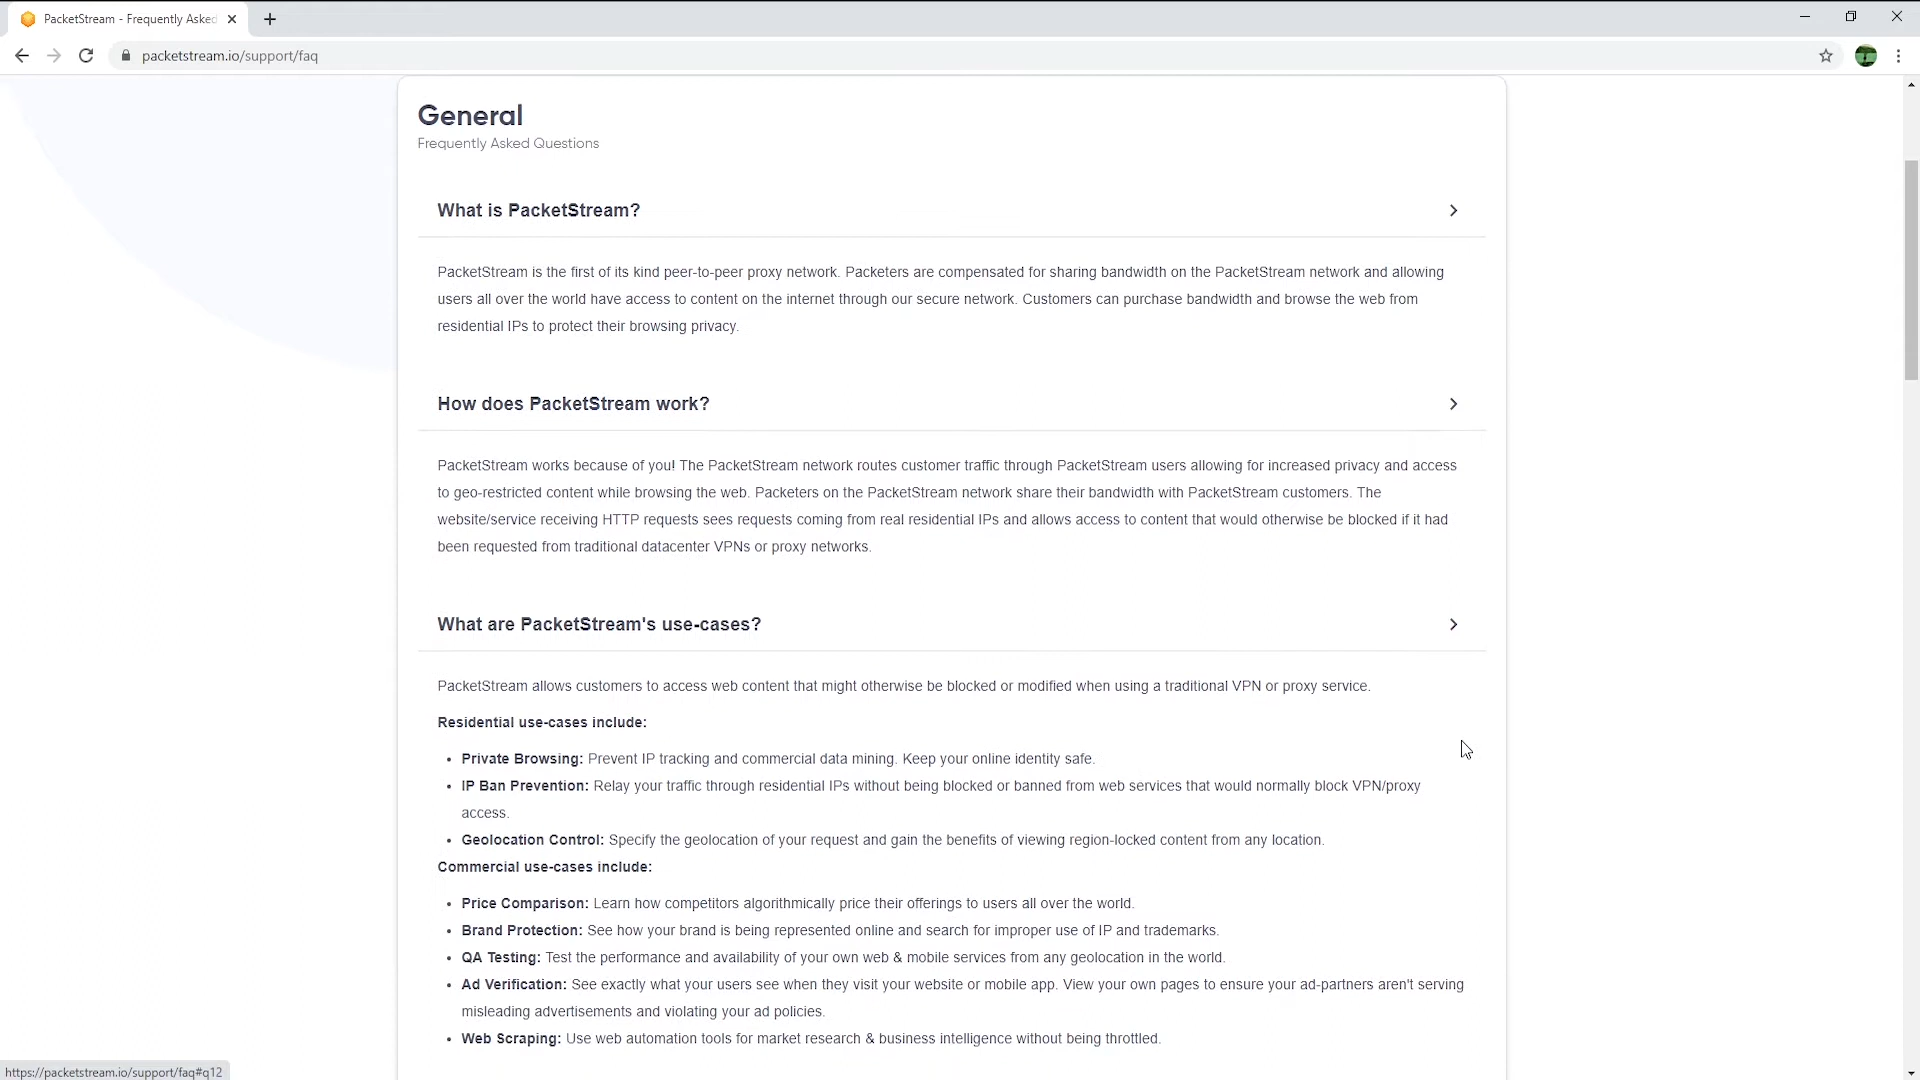 PacketStream - Frequently Asked
packetstream.io/support/faq
General
Frequently Asked Questions
What is PacketStream?
PacketStream is the first of its kind peer-to-peer proxy network. Packeters are compensated for sharing bandwidth on the PacketStream network and allowing
users all over the world have access to content on the internet through our secure network. Customers can purchase bandwidth and browse the web from
residential IPs to protect their browsing privacy.
How does PacketStream work?
PacketStream works because of you! The PacketStream network routes customer traffic through PacketStream users allowing for increased privacy and access
to geo-restricted content while browsing the web. Packeters on the PacketStream network share their bandwidth with PacketStream customers. The
website/service receiving HTTP requests sees requests coming from real residential IPs and allows access to content that would otherwise be blocked if it had
been requested from traditional datacenter VPNs or proxy networks.
What are PacketStream's use-cases?
PacketStream allows customers to access web content that might otherwise be blocked or modified when using a traditional VPN or proxy service.
Residential use-cases include:
• Private Browsing: Prevent IP tracking and commercial data mining. Keep your online identity safe.
• IP Ban Prevention: Relay your traffic through residential IPs without being blocked or banned from web services that would normally block VPN/proxy
access.
• Geolocation Control: Specify the geolocation of your request and gain the benefits of viewing region-locked content from any location.
Commercial use-cases include:
• Price Comparison: Learn how competitors algorithmically price their offerings to users all over the world.
• Brand Protection: See how your brand is being represented online and search for improper use of IP and trademarks.
• QA Testing: Test the performance and availability of your own web & mobile services from any geolocation in the world.
• Ad Verification: See exactly what your users see when they visit your website or mobile app. View your own pages to ensure your ad-partners aren't serving
misleading advertisements and violating your ad policies.
• Web Scraping: Use web automation tools for market research & business intelligence without being throttled.
https://packetstream.io/support/faq#q12